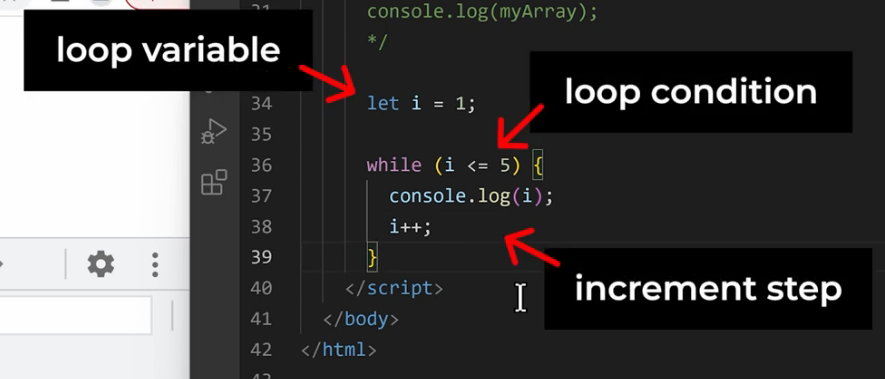 31 console.log(myArray);
*/
loop variable
34 let i = 1;
loop condition
35
36 while (i <= 5) {
37 console.log(i);
38 i++;
39 }
increment step
40 </script>
41 </body>
42 </html>
43